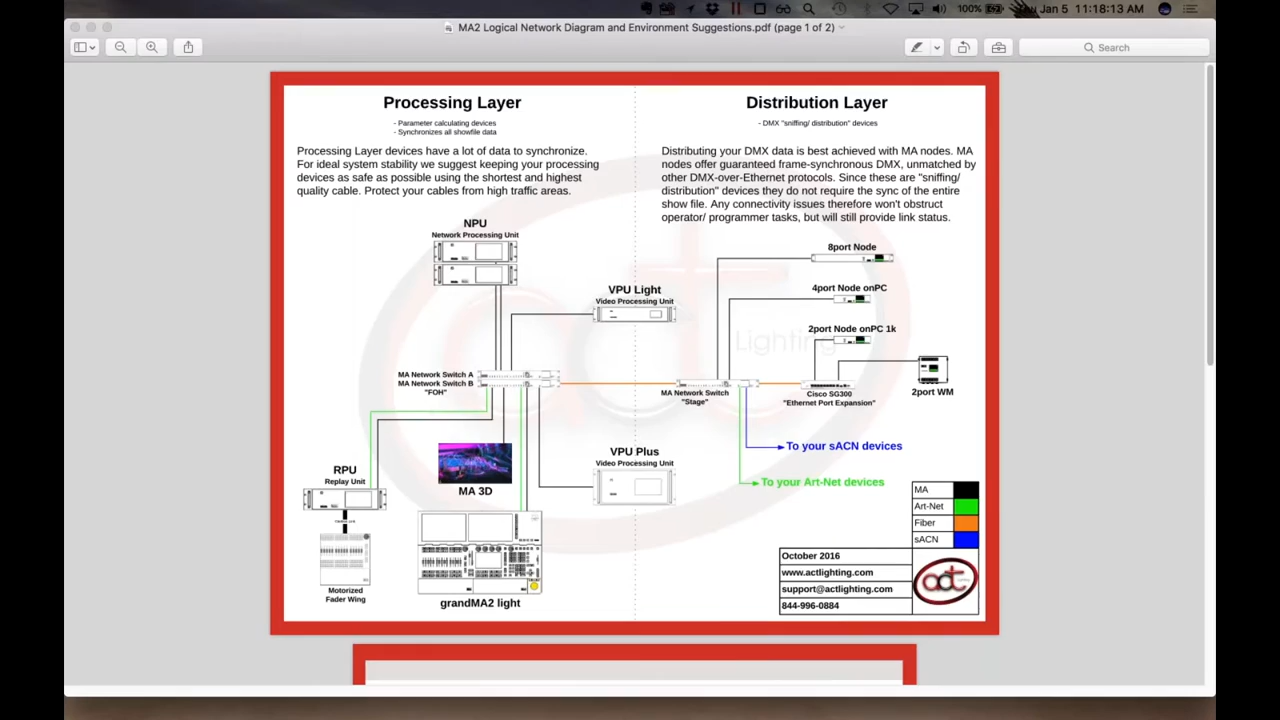 100%
Thu Jan 5 11:18:13 AM
MA2 Logical Network Diagram and Environment Suggestions.pdf (page 1 of 2)
Search
Processing Layer
- Parameter calculating devices
- Synchronizes all showfile data
Processing Layer devices have a lot of data to synchronize.
For ideal system stability we suggest keeping your processing
devices as safe as possible using the shortest and highest
quality cable. Protect your cables from high traffic areas.
NPU
Network Processing Unit
VPU Light
Video Processing Unit
MA Network Switch A
MA Network Switch B
"FOH"
MA 3D
VPU Plus
Video Processing Unit
RPU
Replay Unit
Motorized
Fader Wing
grandMA2 light
Distribution Layer
- DMX "sniffing/ distribution" devices
Distributing your DMX data is best achieved with MA nodes. MA
nodes offer guaranteed frame-synchronous DMX, unmatched by
other DMX-over-Ethernet protocols. Since these are "sniffing/
distribution" devices they do not require the sync of the entire
show file. Any connectivity issues therefore won't obstruct
operator/ programmer tasks, but will still provide link status.
8port Node
4port Node onPC
2port Node onPC 1k
Lighting
MA Network Switch
"Stage"
Cisco SG300
"Ethernet Port Expansion"
2port WM
To your sACN devices
To your Art-Net devices
MA
Art-Net
Fiber
sACN
October 2016
www.actlighting.com
support@actlighting.com
844-996-0884
act